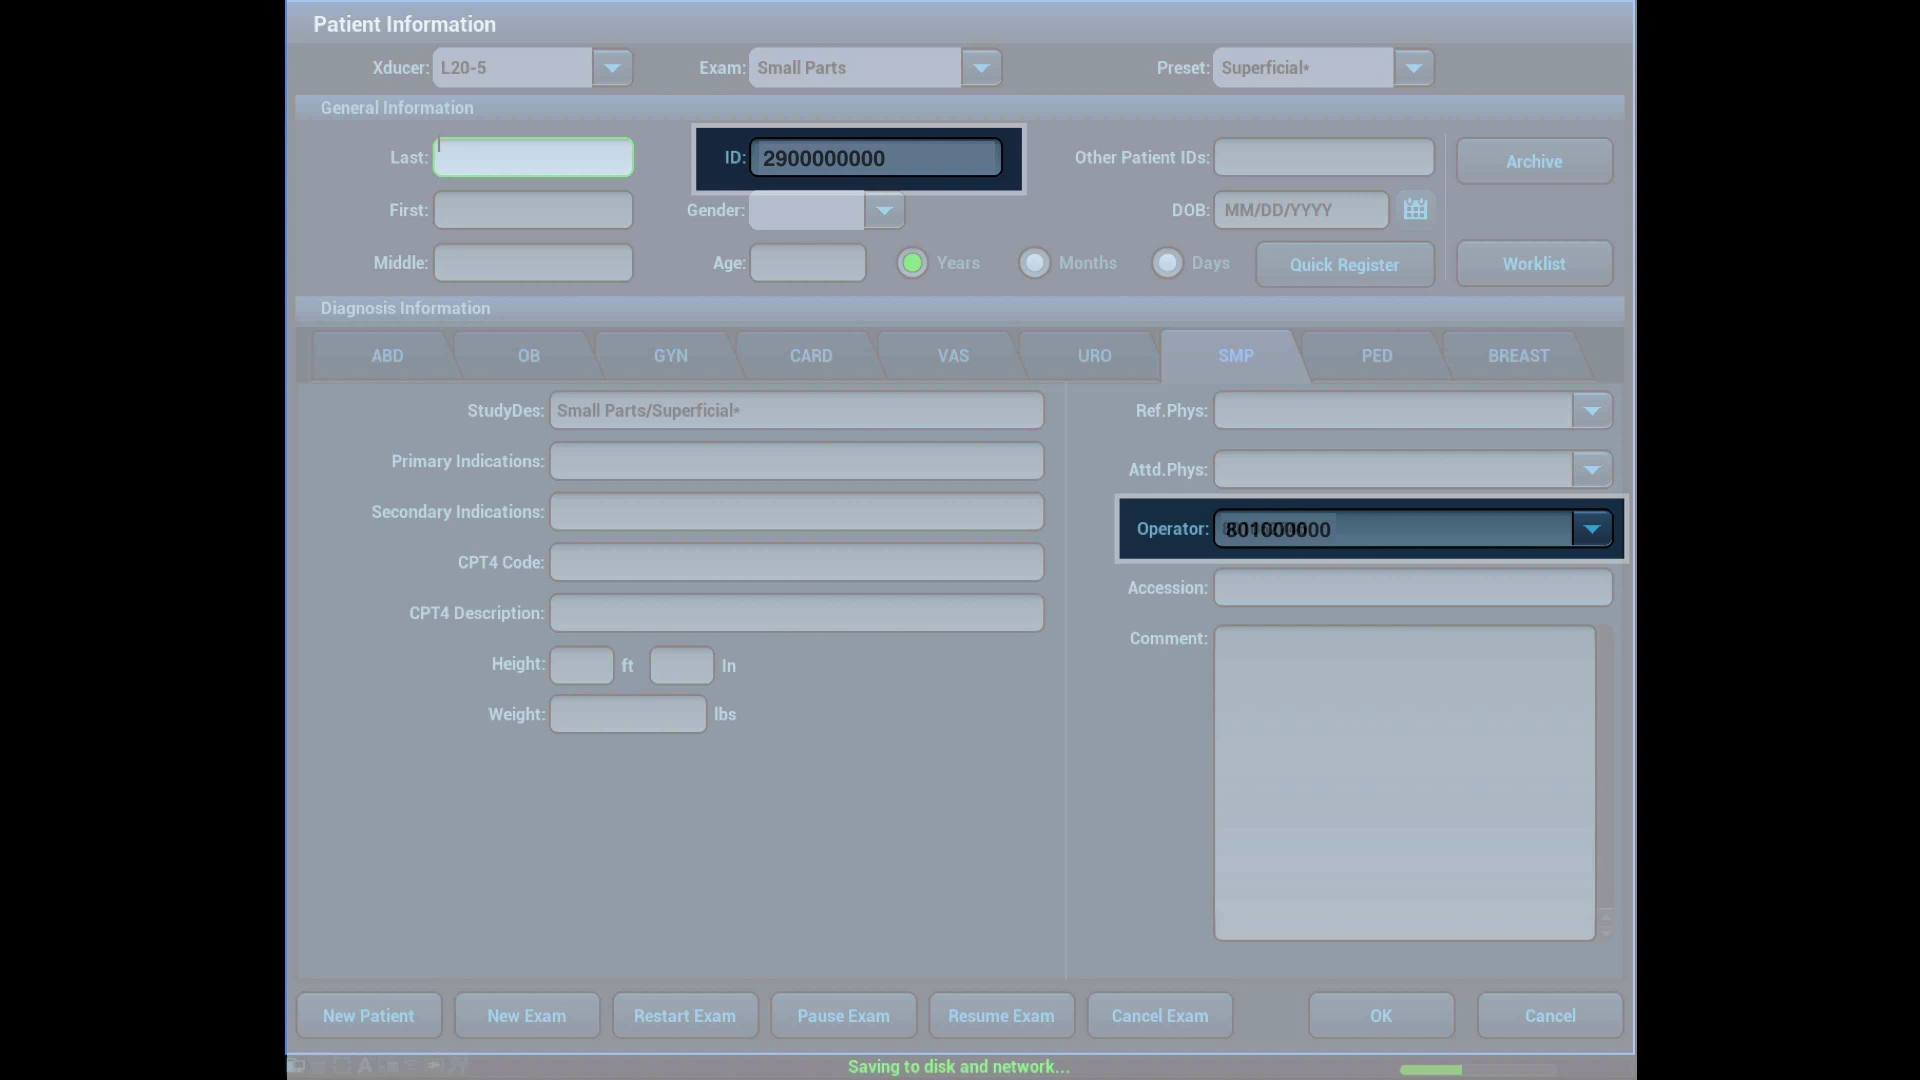 Patient Information
Xducer: L20-5 Exam: Small Parts Preset: Superficial*
General Information
Last: ID: 2900000000 Other Patient IDs: Archive
First: Gender: DOB: MM/DD/YYYY
Middle: Age: Years Months Days Quick Register Worklist
Diagnosis Information
ABD OB GYN CARD VAS URO SMP PED BREAST
StudyDes: Small Parts/Superficial* Ref.Phys:
Primary Indications: Attd.Phys:
Secondary Indications: Operator:
CPT4 Code: Accession:
CPT4 Description: Comment:
Height: ft In
Weight: lbs
New Patient New Exam Restart Exam Pause Exam Resume Exam Cancel Exam OK Cancel
A Saving to disk and network...